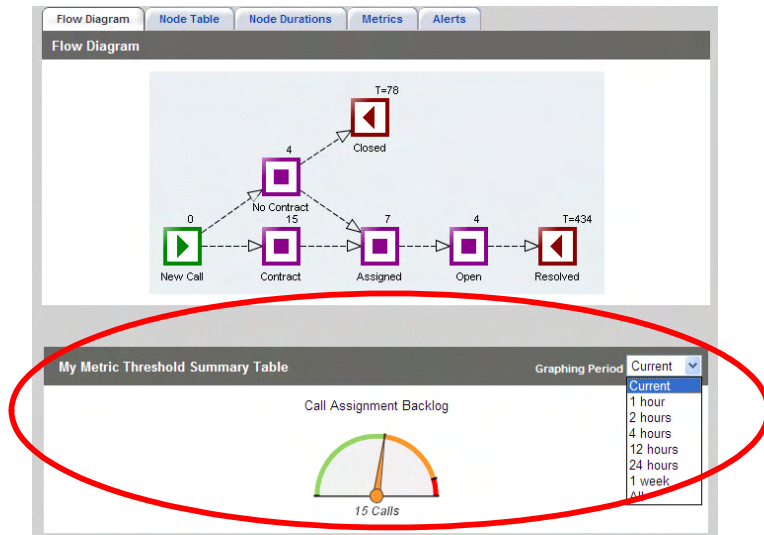 Flow Diagram Node Table Node Durations Metrics Alerts
Flow Diagram
T=78
Closed
4
No Contract
0 15 7 4 T=434
New Call Contract Assigned Open Resolved
My Metric Threshold Summary Table Graphing Period Current
Current
1 hour
2 hours
4 hours
12 hours
24 hours
1 week
All
Call Assignment Backlog
15 Calls